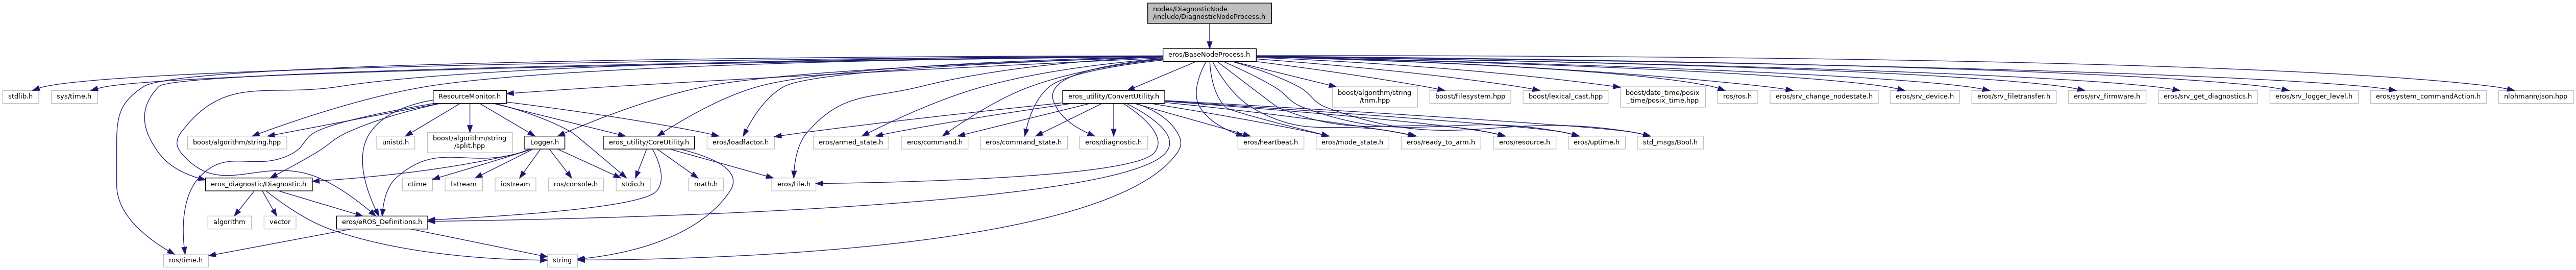 nodes/DiagnosticNode
/include/DiagnosticNodeProcess.h
eros/BaseNodeProcess.h
stdlib.h
sys/time.h
ResourceMonitor.h
eros_utility/ConvertUtility.h
boost/algorithm/string
/trim.hpp
boost/filesystem.hpp
boost/lexical_cast.hpp
boost/date_time/posix
_time/posix_time.hpp
ros/ros.h
eros/srv_change_nodestate.h
eros/srv_device.h
eros/srv_filetransfer.h
eros/srv_firmware.h
eros/srv_get_diagnostics.h
eros/srv_logger_level.h
eros/system_commandAction.h
nlohmann/json.hpp
boost/algorithm/string.hpp
unistd.h
boost/algorithm/string
/split.hpp
Logger.h
eros_utility/CoreUtility.h
eros/loadfactor.h
eros/armed_state.h
eros/command.h
eros/command_state.h
eros/diagnostic.h
eros/heartbeat.h
eros/mode_state.h
eros/ready_to_arm.h
eros/resource.h
eros/uptime.h
std_msgs/Bool.h
eros_diagnostic/Diagnostic.h
ctime
fstream
iostream
ros/console.h
stdio.h
math.h
eros/file.h
algorithm
vector
eros/eROS_Definitions.h
ros/time.h
string